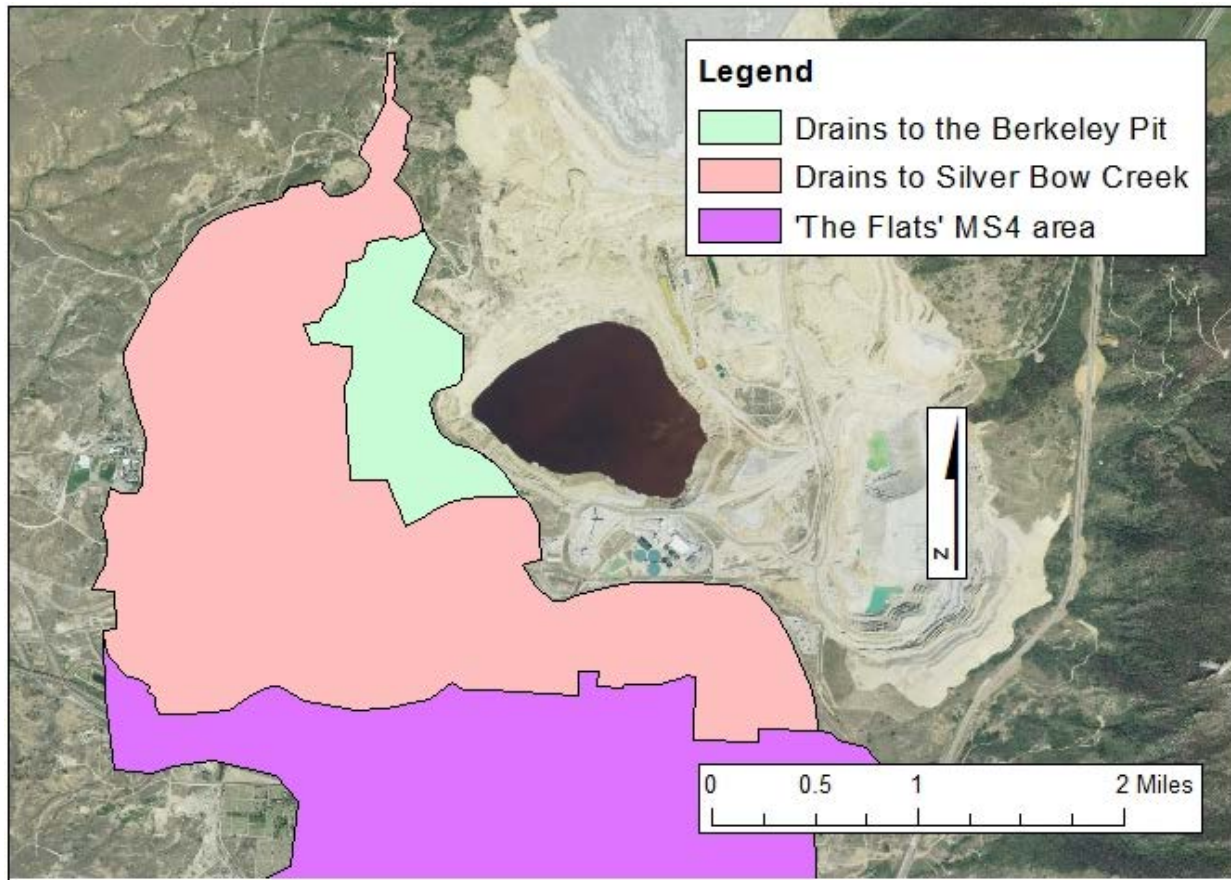 Legend
Drains to the Berkeley Pit
Drains to Silver Bow Creek
'The Flats' MS4 area
N
0 0.5 1 2 Miles